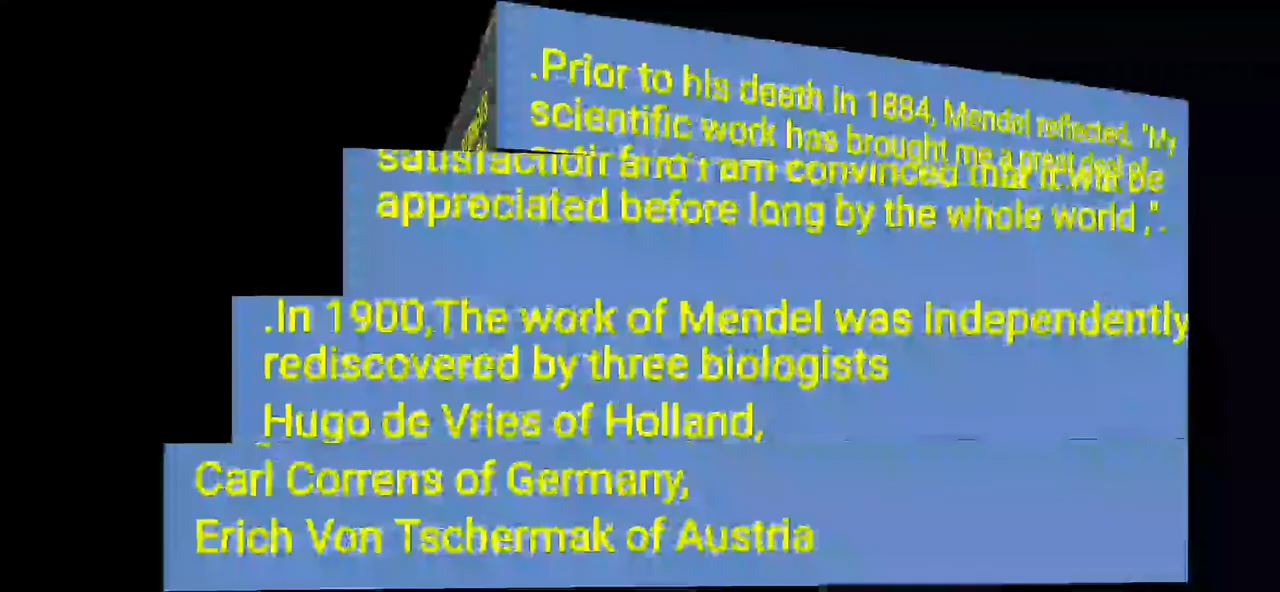 .Prior to his death in 1884, Mendel reflected. "My
scientific work has brought me a great deal of
satisfaction and I am convinced that it will be
appreciated before long by the whole world ,".
.In 1900,The work of Mendel was independently
rediscovered by three biologists
Hugo de Vries of Holland,
Carl Correns of Germany,
Erich Von Tschermak of Austria